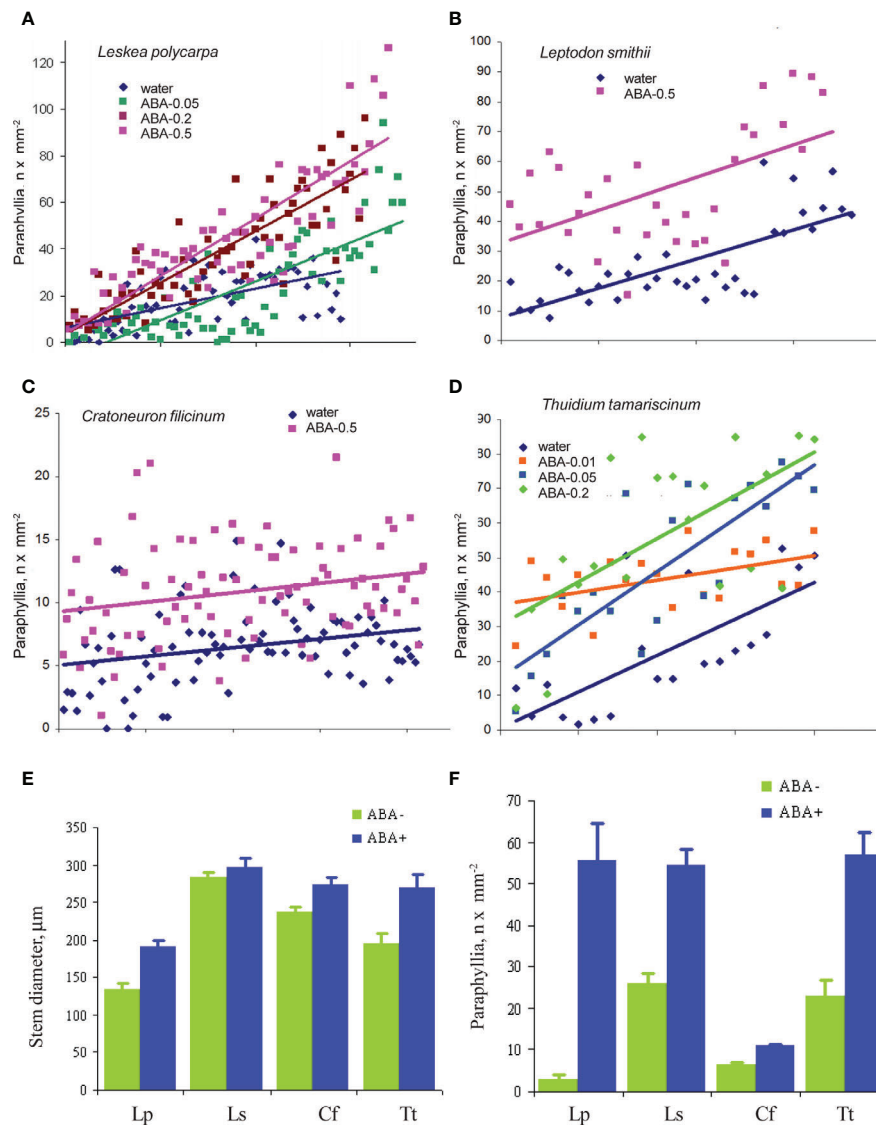 A
Leskea polycarpa
water
ABA-0.05
ABA-0.2
ABA-0.5
Paranhvllia. n x mm-2
120
100
80
60
40
20
0
B
Leptodon smithii
water
ABA-0.5
Paraphyllia, n x mm-2
100
90
80
70
60
50
40
30
20
10
0
C
Cratoneuron filicinum
water
ABA-0.5
Paraphyllia, n x mm-2
25
20
15
10
5
0
D
Thuidium tamariscinum
water
ABA-0.01
ABA-0.05
ABA-0.2
Paraphyllia, n x mm-2
90
80
70
30
50
40
30
20
10
0
E
ABA-
ABA+
Stem diameter, µm
350
300
250
200
150
100
50
0
Lp Ls Cf Tt
F
ABA-
ABA+
Paraphyllia, n x mm-2
70
60
50
40
30
20
10
0
Lp Ls Cf Tt